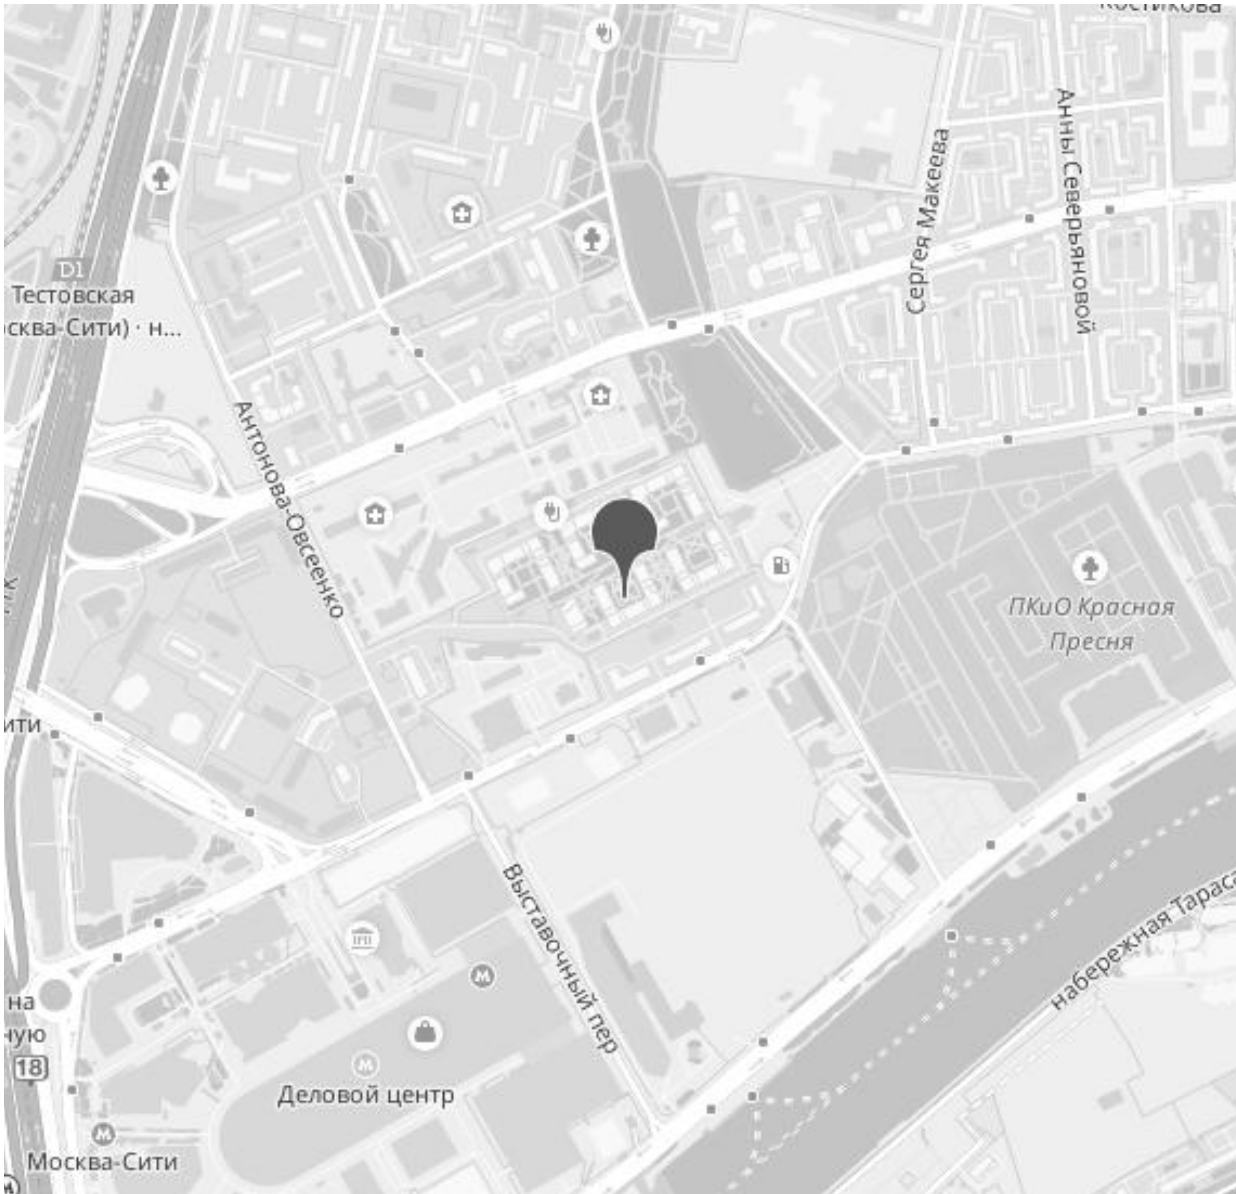 Костикова
Анны Северьяновой
Сергея Макеева
D1
Тестовская
осква-Сити) · н...
Антонова-Овсеенко
ПКиО Красная
Пресня
ити
Выставочный пер
набережная Тараса
на
ную
18
М
М
Деловой центр
М
Москва-Сити
М